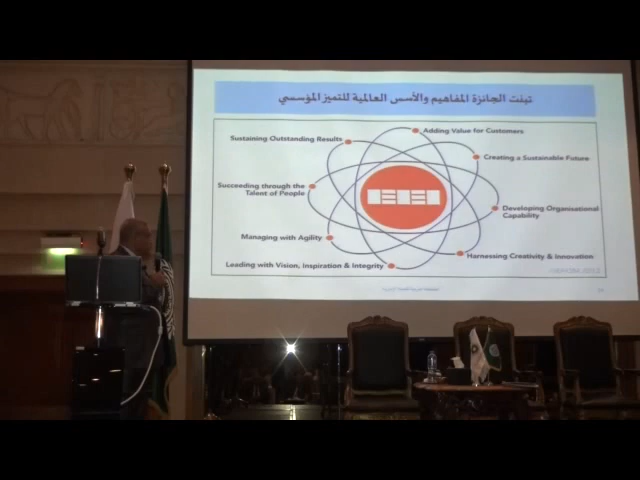 تبنت الجائزة المفاهيم والأسس العالمية للتميز المؤسسي
Adding Value for Customers
Sustaining Outstanding Results
Creating a Sustainable Future
Succeeding through the
Talent of People
Developing Organisational
Capability
Managing with Agility
Harnessing Creativity & Innovation
Leading with Vision, Inspiration & Integrity